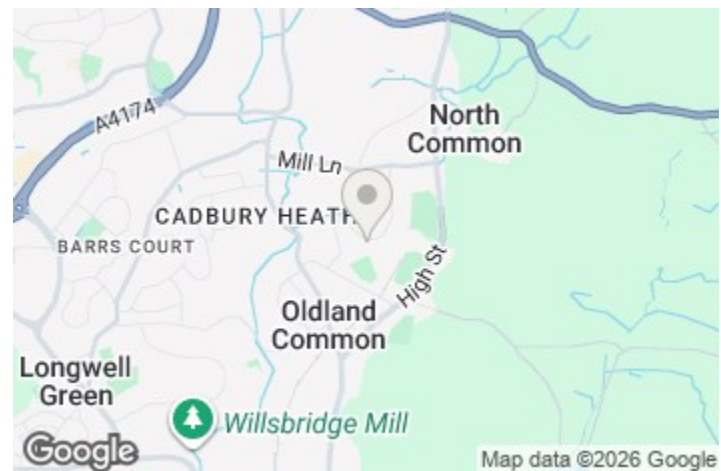 A4174
North
Common
Mill Ln
CADBURY HEATH
BARRS COURT
High St
Oldland
Common
Longwell
Green
Willsbridge Mill
Google
Map data ©2026 Google